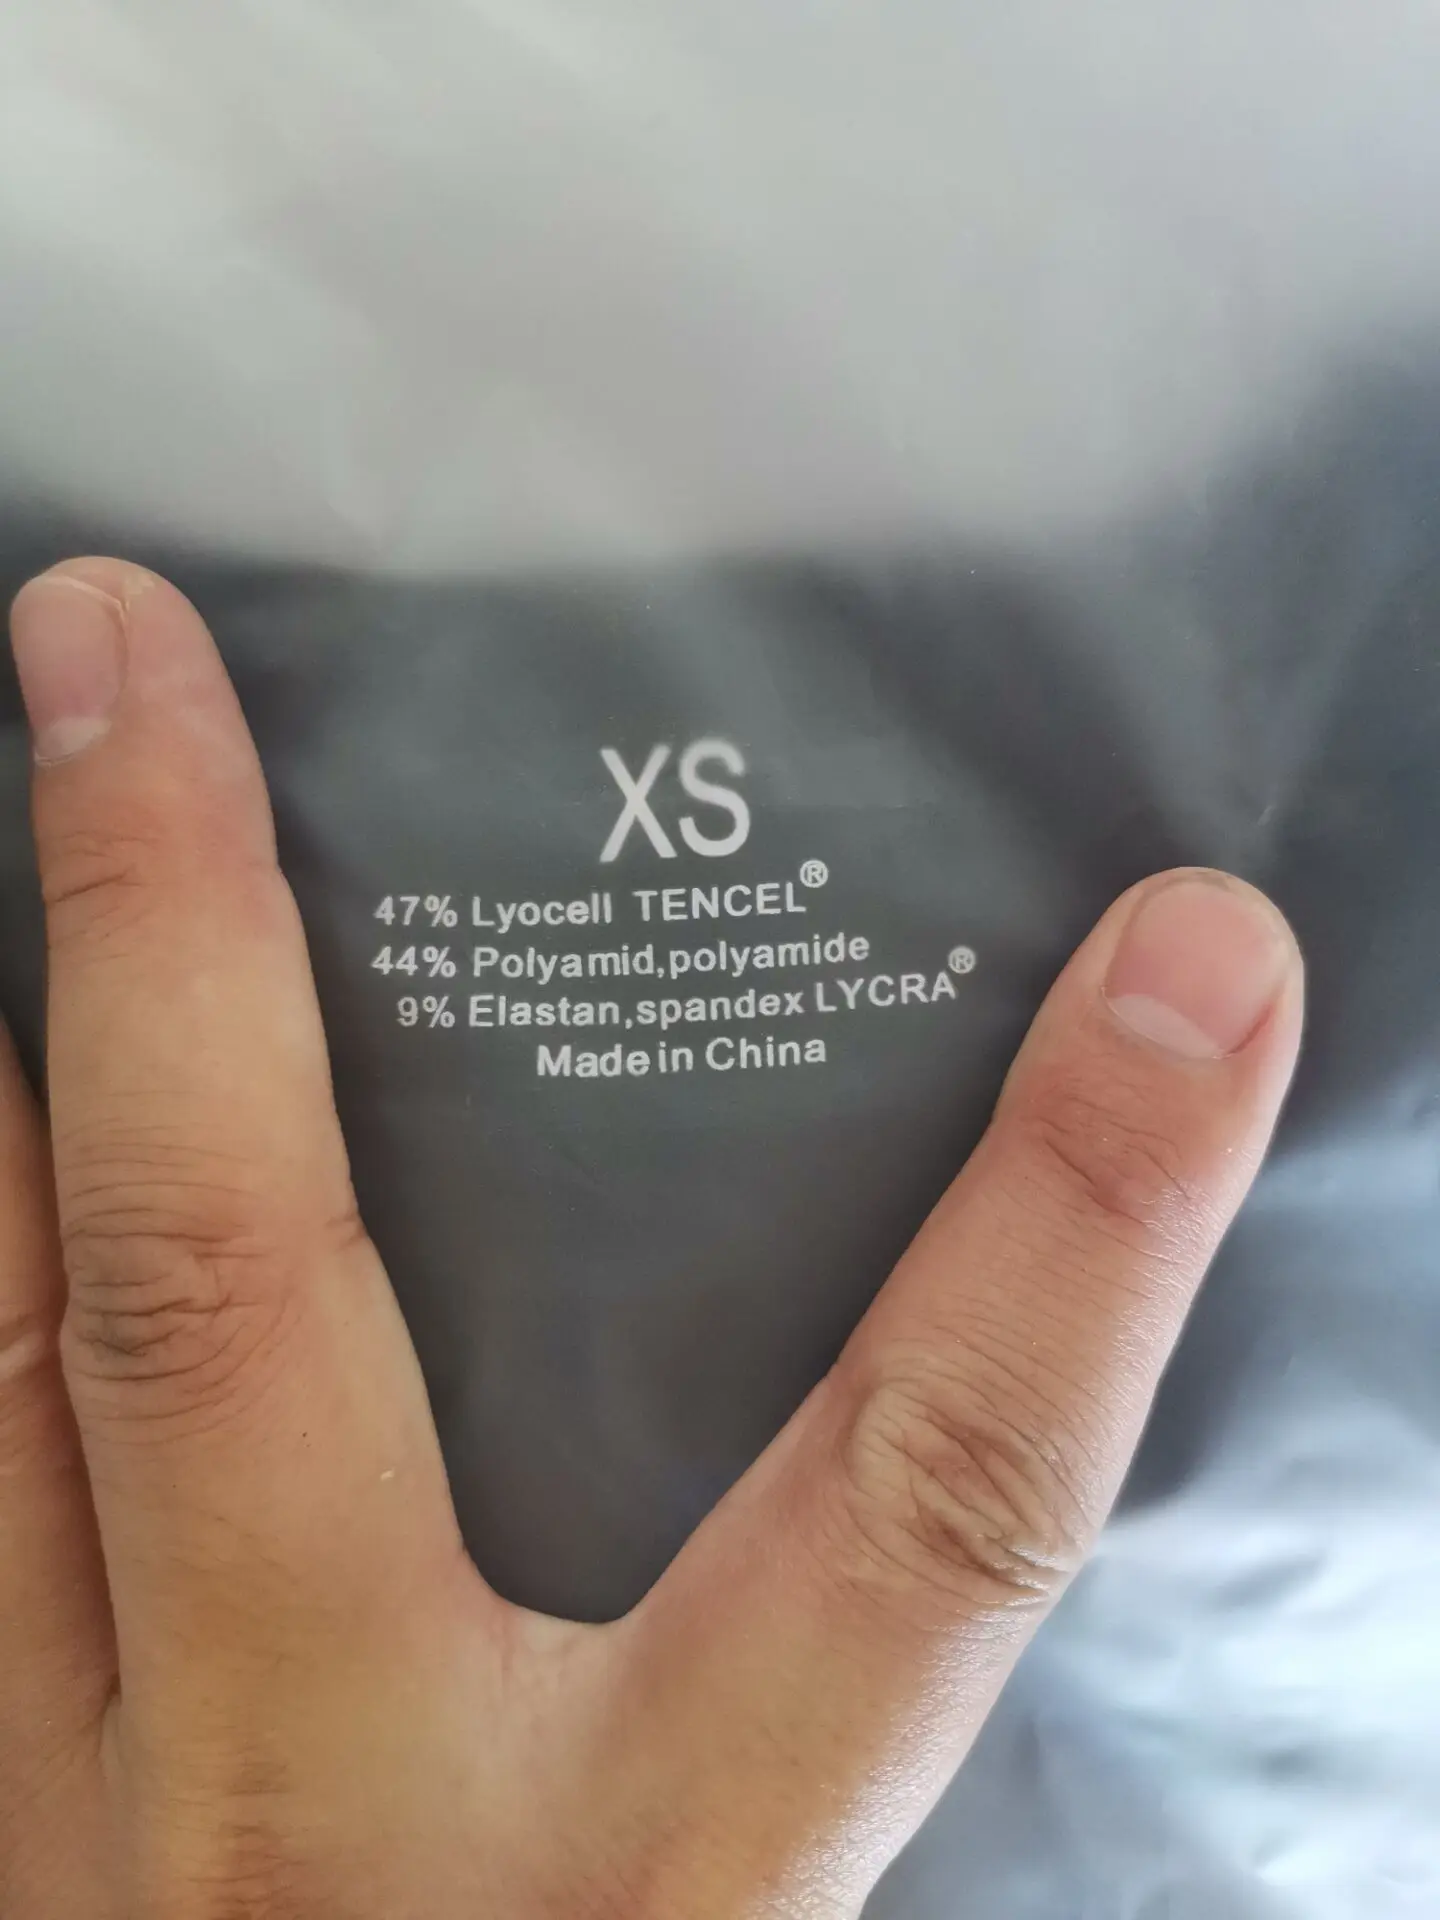 XS
47% Lyocell TENCEL®
44% Polyamid,polyamide
9% Elastan,spandex LYCRA®
Made in China